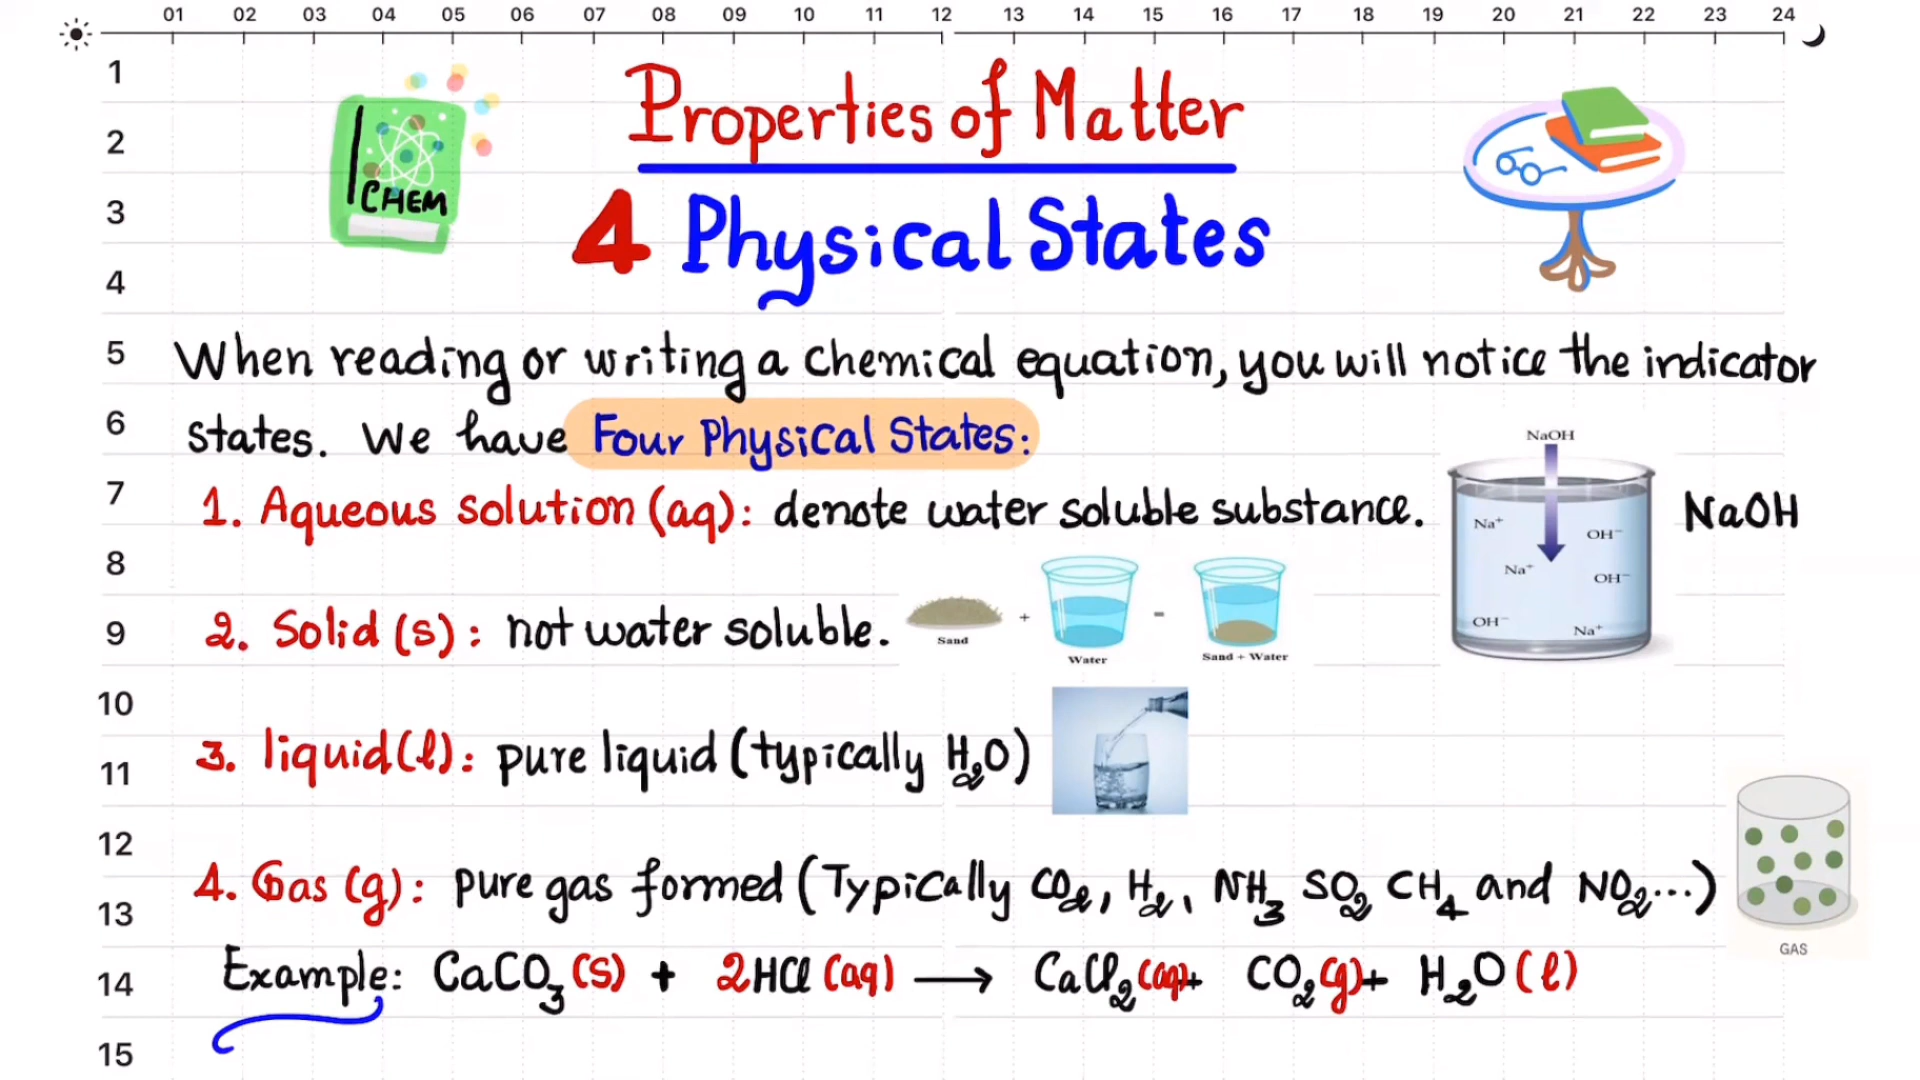 01 02 03 04 05 06 07 08 09 10 11 12 13 14 15 16 17 18 19 20 21 22 23 24
1
Properties of Matter
2
CHEM
3
4 Physical States
4
5
When reading or writing a chemical equation, you will notice the indicator
6
states. We have Four Physical States:
NaOH
7
1. Aqueous solution (aq): denote water soluble substance.
NaOH
Na⁺
OH⁻
8
Na⁺
OH⁻
9
2. Solid (s): not water soluble.
Sand
+
Water
=
Sand + Water
OH⁻
Na⁺
10
11
3. liquid (l): pure liquid (typically H₂O)
12
13
4. Gas (g): pure gas formed (Typically CO₂, H₂, NH₃ SO₂ CH₄ and NO₂...)
GAS
14
Example: CaCO₃ (s) + 2HCl (aq) → CaCl₂ (aq)+ CO₂(g)+ H₂O (l)
15